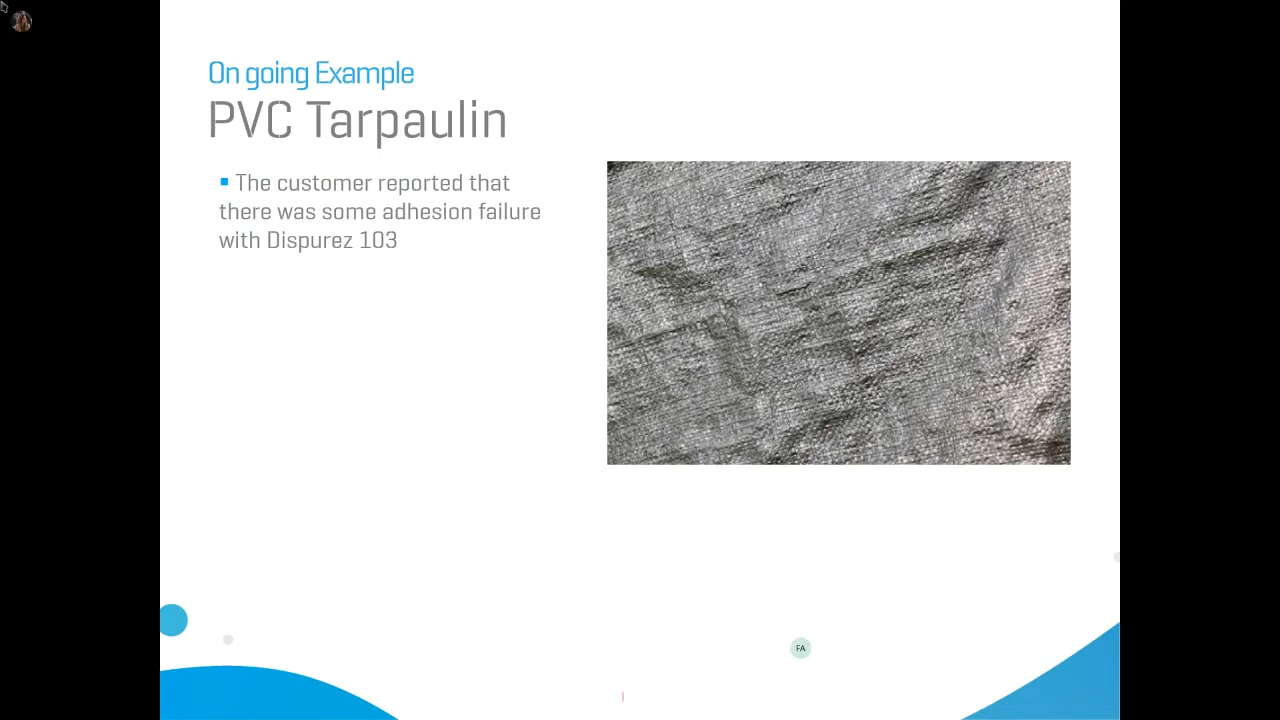 On going Example
PVC Tarpaulin
The customer reported that
there was some adhesion failure
with Dispurez 103
FA